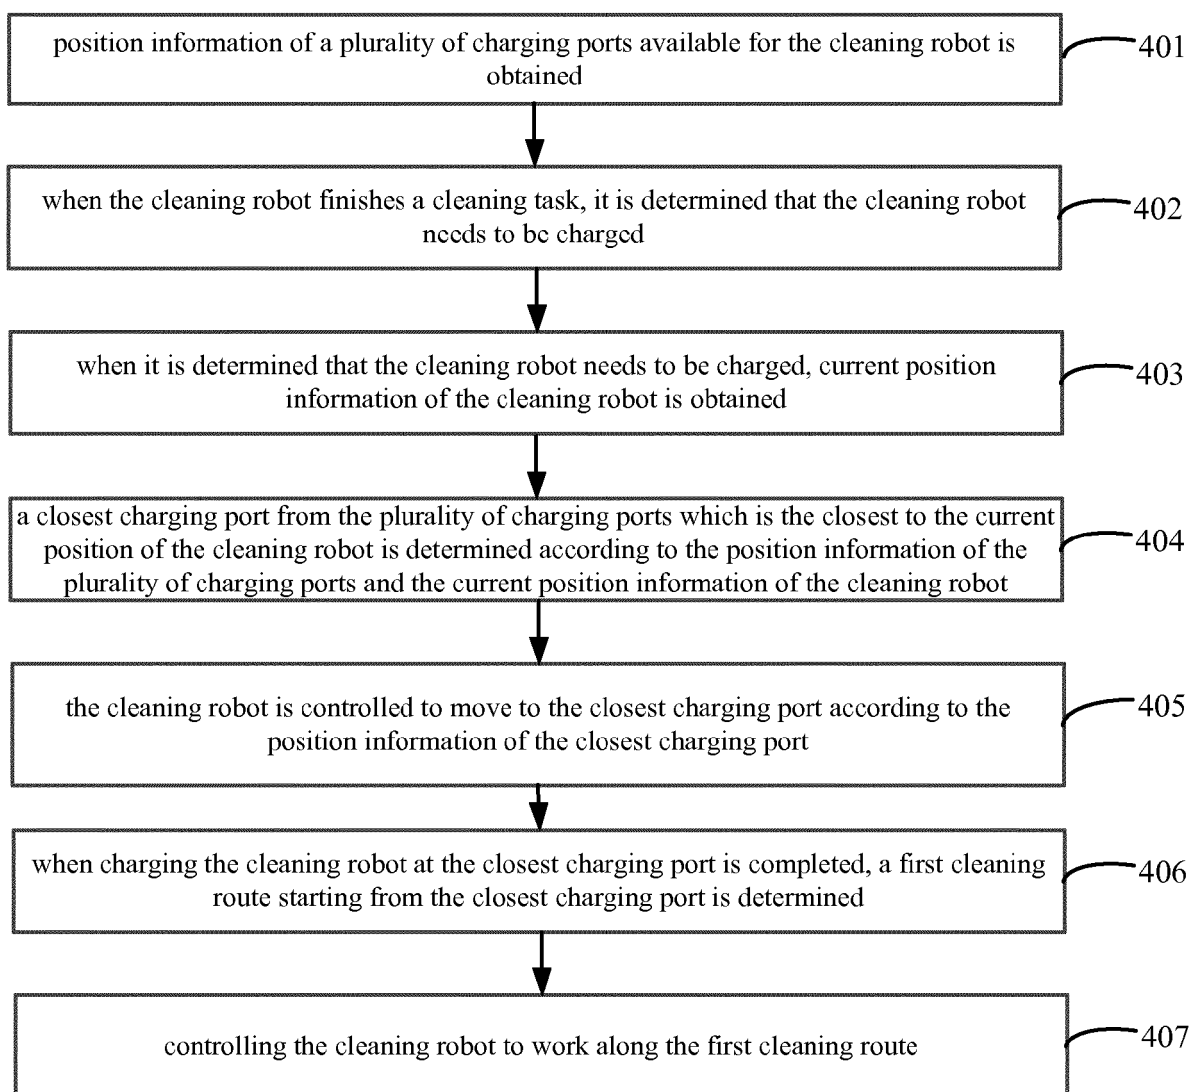 position information of a plurality of charging ports available for the cleaning robot is
obtained
401
when the cleaning robot finishes a cleaning task, it is determined that the cleaning robot
needs to be charged
402
when it is determined that the cleaning robot needs to be charged, current position
information of the cleaning robot is obtained
403
a closest charging port from the plurality of charging ports which is the closest to the current
position of the cleaning robot is determined according to the position information of the
plurality of charging ports and the current position information of the cleaning robot
404
the cleaning robot is controlled to move to the closest charging port according to the
position information of the closest charging port
405
when charging the cleaning robot at the closest charging port is completed, a first cleaning
route starting from the closest charging port is determined
406
controlling the cleaning robot to work along the first cleaning route
407